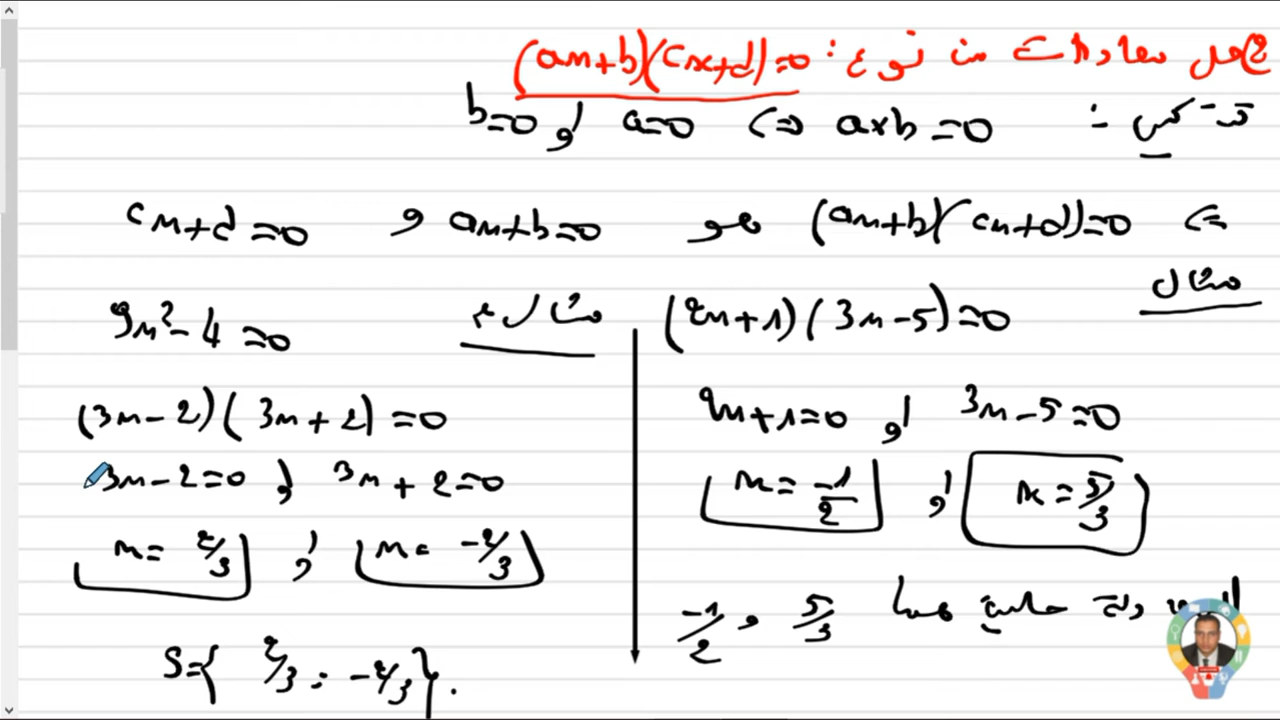 حل معادلات من نوع : (ax+b)(cx+d)=0
تذكير : a×b=0 ⇔ a=0 أو b=0
⇐ (ax+b)(cx+d)=0 هو ax+b=0 و cx+d=0
مثال
(2x+1)(3x-5)=0
2x+1=0 أو 3x-5=0
x=-1/2 أو x=5/3
حلين هما 5/3 و -1/2
مثال 2
9x²-4=0
(3x-2)(3x+2)=0
3x-2=0 أو 3x+2=0
x=2/3 أو x=-2/3
S={2/3 ; -2/3}.